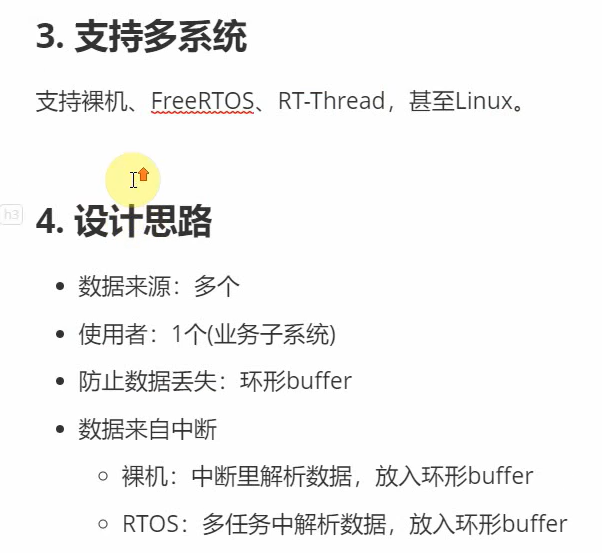 3. 支持多系统
支持裸机、FreeRTOS、RT-Thread，甚至Linux。
h3
4. 设计思路
数据来源：多个
使用者：1个(业务子系统)
防止数据丢失：环形buffer
数据来自中断
裸机：中断里解析数据，放入环形buffer
RTOS：多任务中解析数据，放入环形buffer